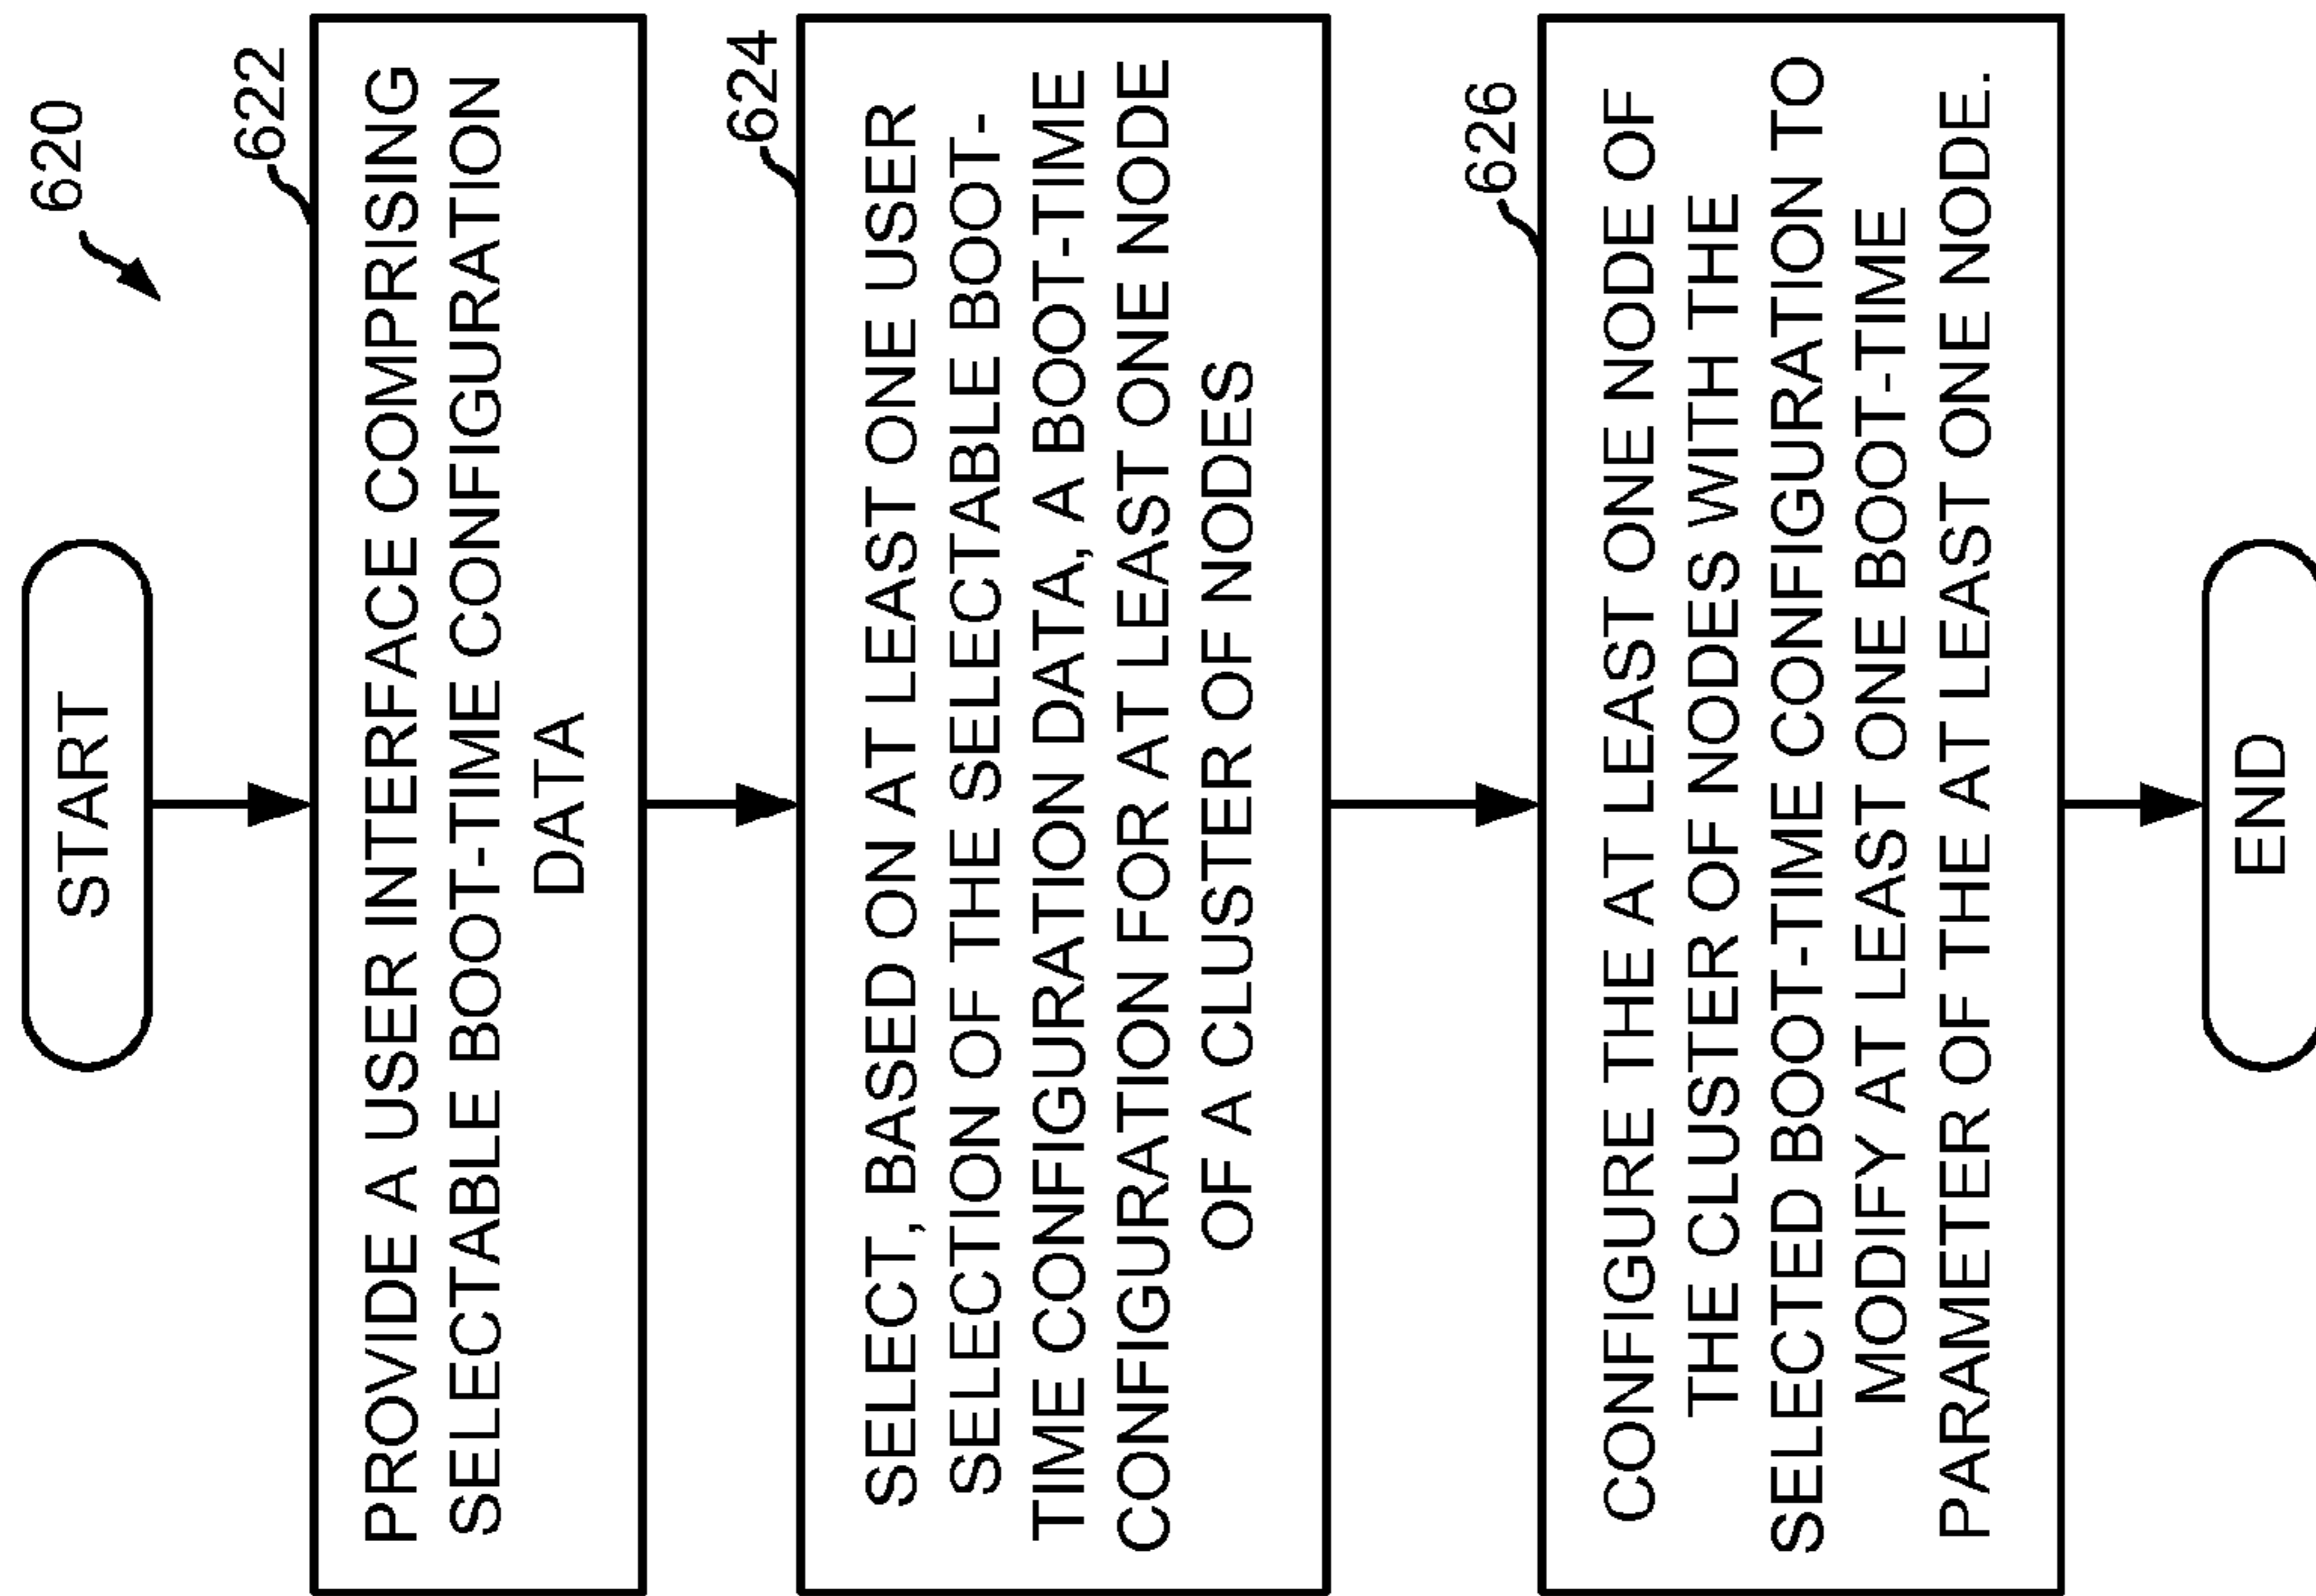 620
START
622
PROVIDE A USER INTERFACE COMPRISING
SELECTABLE BOOT-TIME CONFIGURATION
DATA
624
SELECT, BASED ON AT LEAST ONE USER
SELECTION OF THE SELECTABLE BOOT-
TIME CONFIGURATION DATA, A BOOT-TIME
CONFIGURATION FOR AT LEAST ONE NODE
OF A CLUSTER OF NODES
626
CONFIGURE THE AT LEAST ONE NODE OF
THE CLUSTER OF NODES WITH THE
SELECTED BOOT-TIME CONFIGURATION TO
MODIFY AT LEAST ONE BOOT-TIME
PARAMETER OF THE AT LEAST ONE NODE.
END